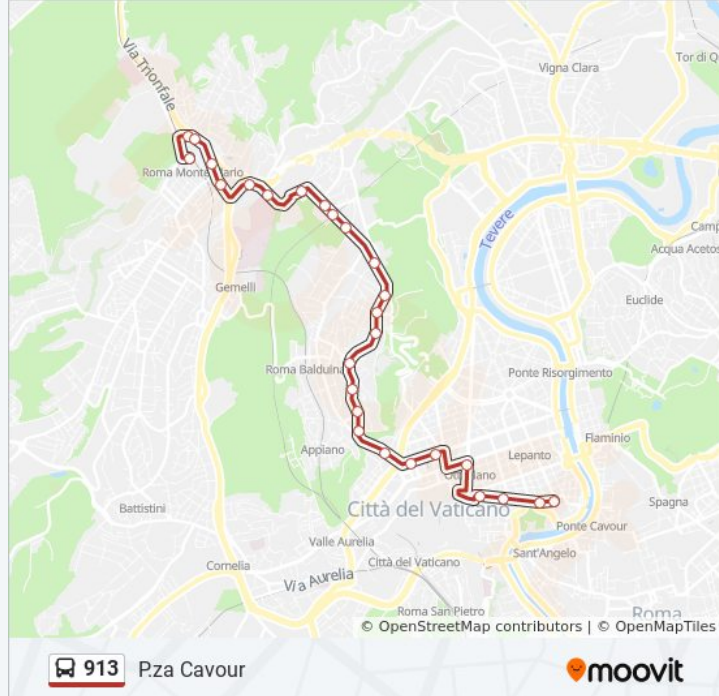 Via Trionfale
Vigna Clara
Tor di Q
Roma Monte Mario
Tevere
Camp
Acqua Acetos
Gemelli
Euclide
Roma Balduina
Ponte Risorgimento
Flaminio
Lepanto
Appiano
Spagna
Città del Vaticano
Battistini
Ponte Cavour
Valle Aurelia
Sant'Angelo
Città del Vaticano
Cornelia
Via Aurelia
Roma San Pietro
Roma
© OpenStreetMap contributors | © OpenMapTiles
913 P.za Cavour
moovit